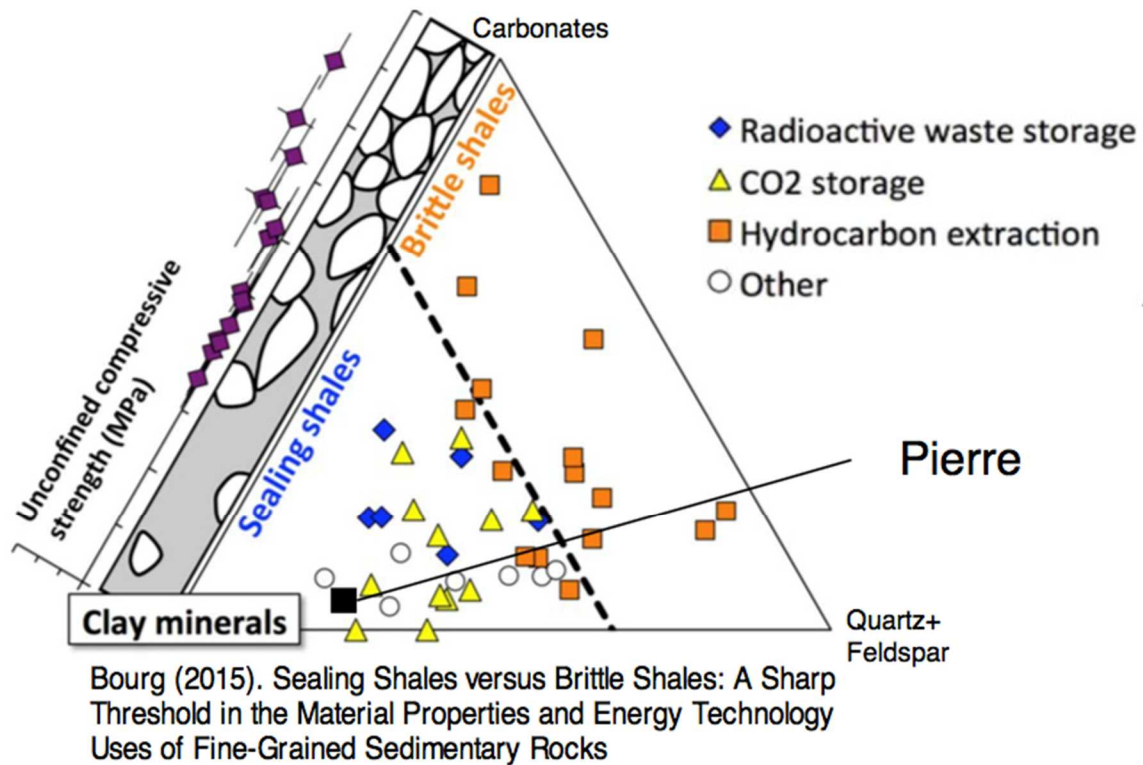 Carbonates
Brittle shales
Radioactive waste storage
CO2 storage
Hydrocarbon extraction
Other
Unconfined compressive
strength (MPa)
Sealing shales
Pierre
Clay minerals
Quartz+
Feldspar
Bourg (2015). Sealing Shales versus Brittle Shales: A Sharp
Threshold in the Material Properties and Energy Technology
Uses of Fine-Grained Sedimentary Rocks